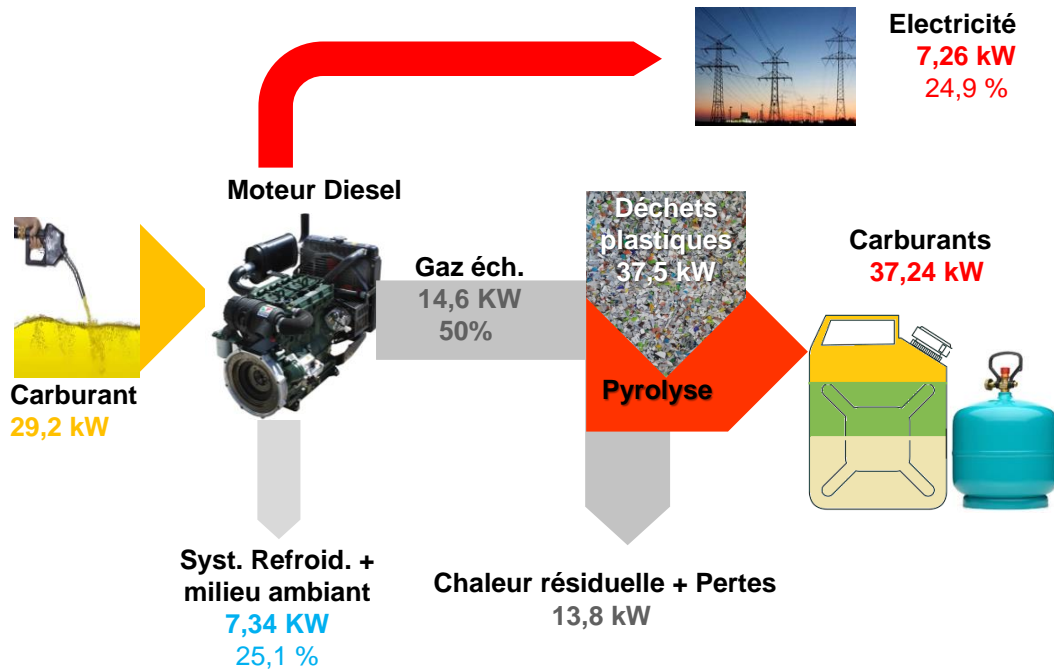 Electricité
7,26 kW
24,9 %
Moteur Diesel
Déchets
plastiques
37,5 kW
Gaz éch.
14,6 KW
50%
Carburants
37,24 kW
Pyrolyse
Carburant
29,2 kW
Syst. Refroid. +
milieu ambiant
7,34 KW
25,1 %
Chaleur résiduelle + Pertes
13,8 kW